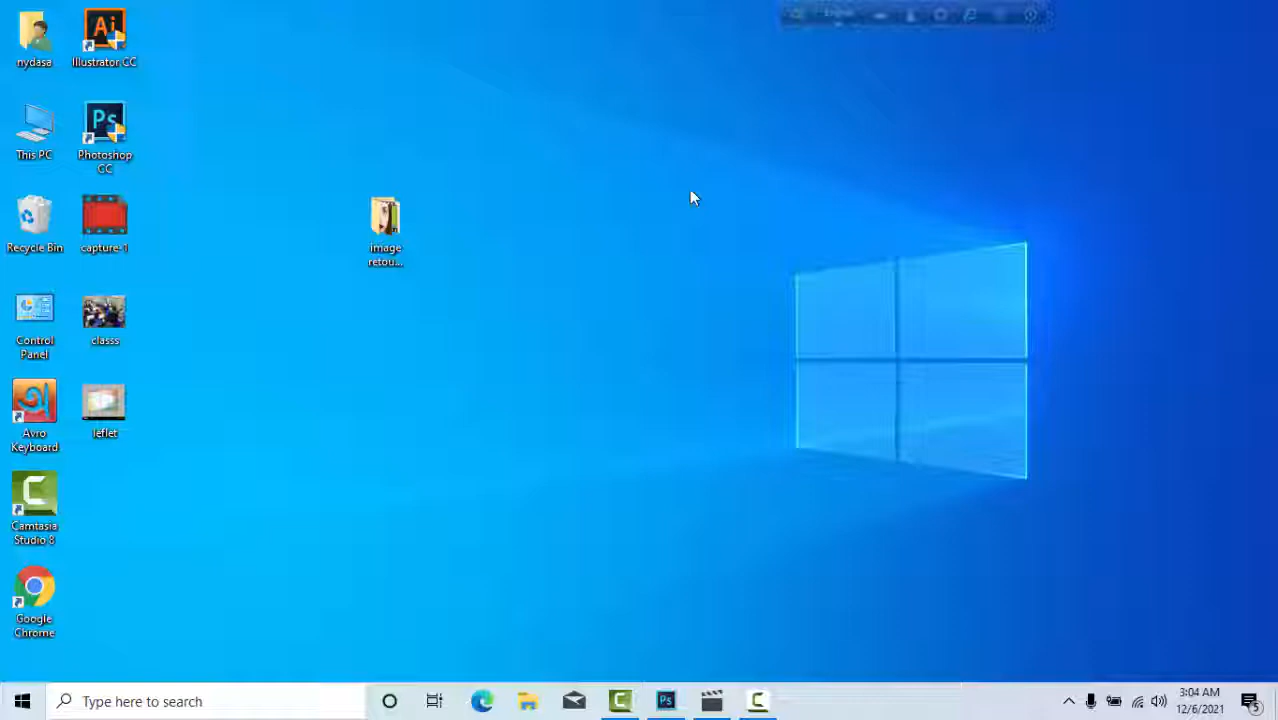 nydasa
Illustrator CC
This PC
Photoshop
CC
Recycle Bin
capture-1
image
retou...
Control
Panel
classs
Avro
Keyboard
leflet
Camtasia
Studio 8
Google
Chrome
Type here to search
3:04 AM
12/6/2021
5